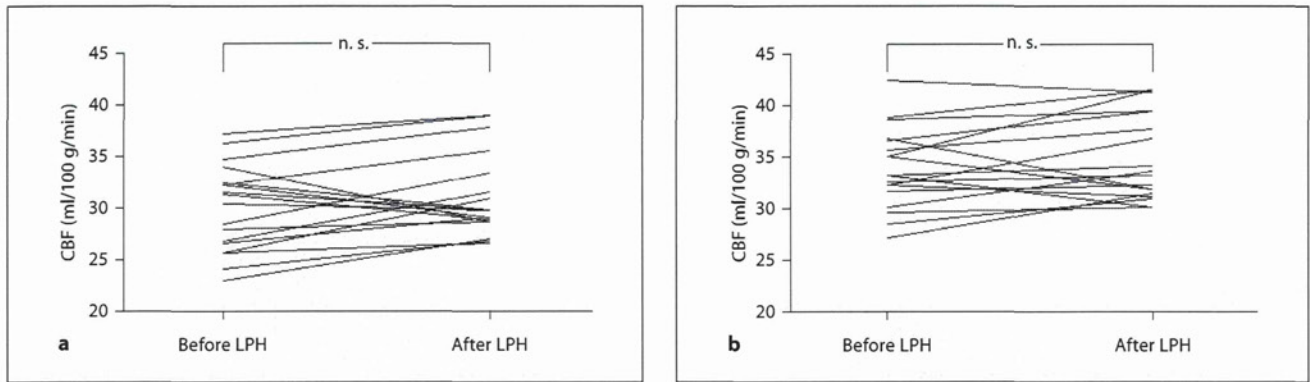 n. s.
45
40
35
30
25
20
CBF (ml/100 g/min)
Before LPH
After LPH
a
n. s.
45
40
35
30
25
20
CBF (ml/100 g/min)
Before LPH
After LPH
b